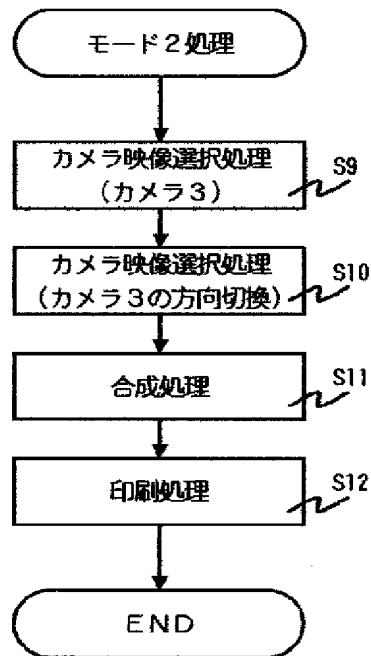 モード２処理
カメラ映像選択処理
（カメラ３）
S9
カメラ映像選択処理
（カメラ３の方向切換）
S10
合成処理
S11
印刷処理
S12
ＥＮＤ